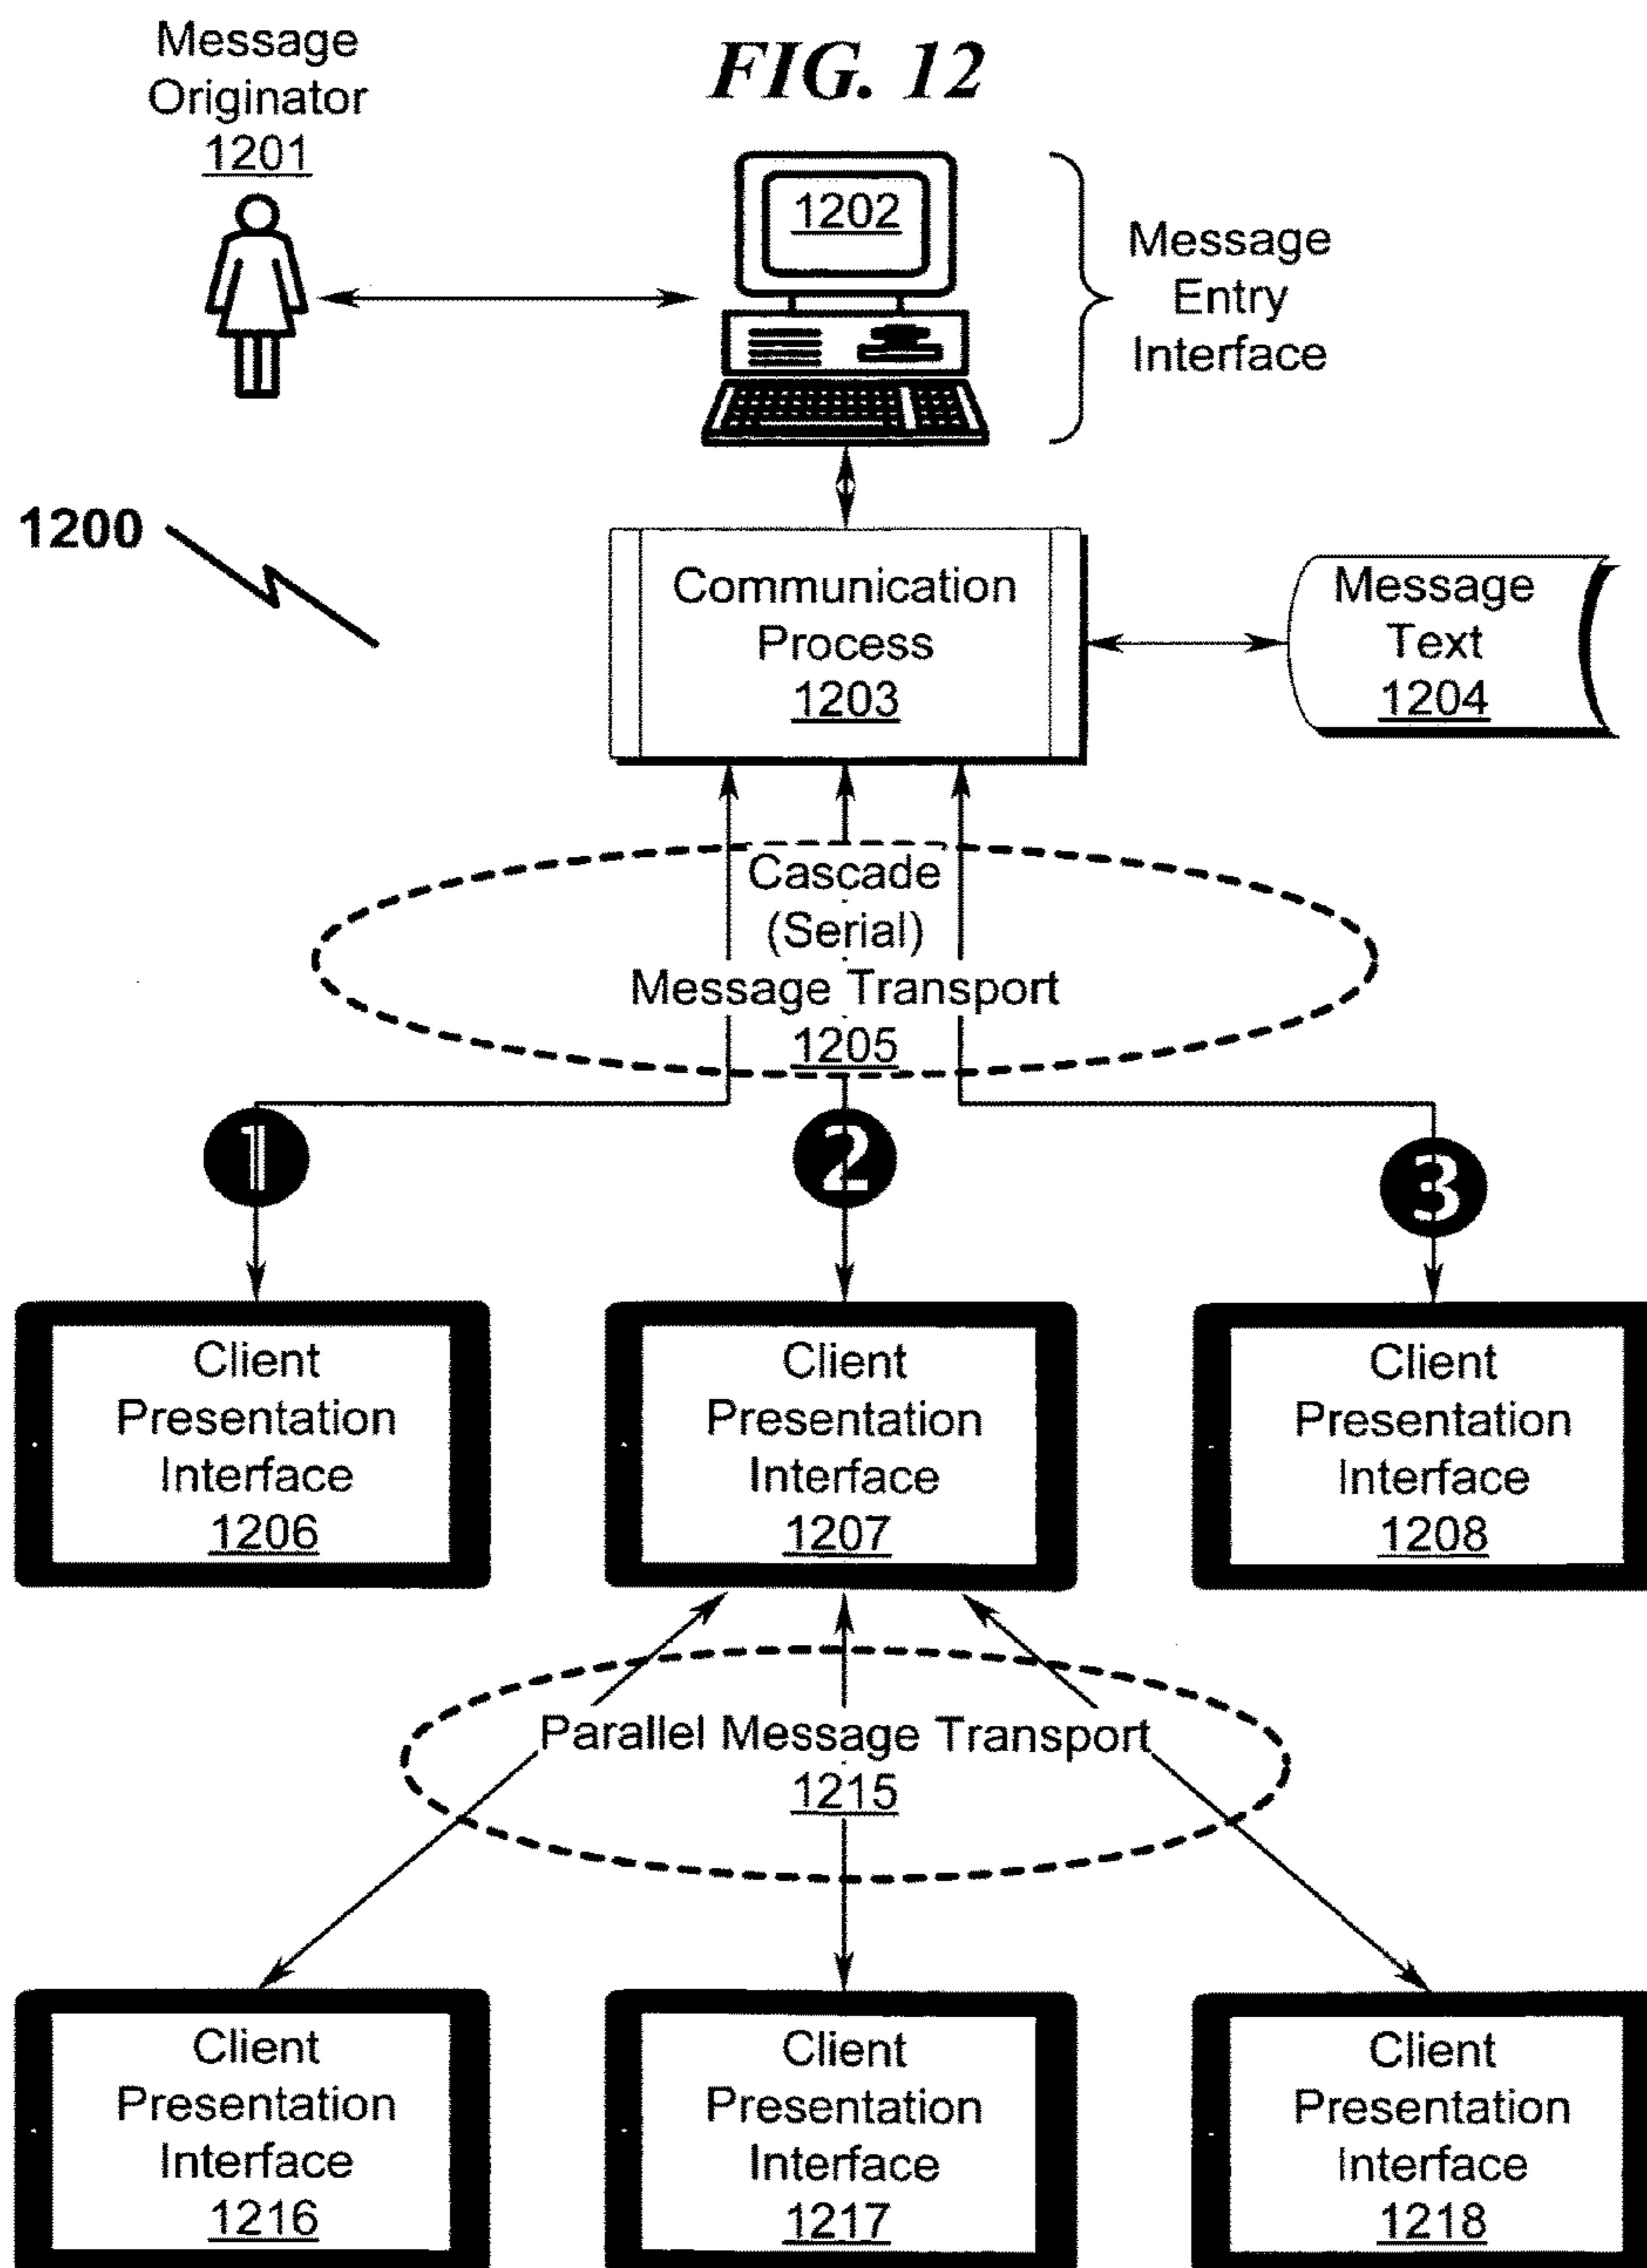 Message
Originator
1201
FIG. 12
1202
Message
Entry
Interface
1200
Communication
Process
1203
Message
Text
1204
Cascade
(Serial)
Message Transport
1205
1
2
3
Client
Presentation
Interface
1206
Client
Presentation
Interface
1207
Client
Presentation
Interface
1208
Parallel Message Transport
1215
Client
Presentation
Interface
1216
Client
Presentation
Interface
1217
Client
Presentation
Interface
1218